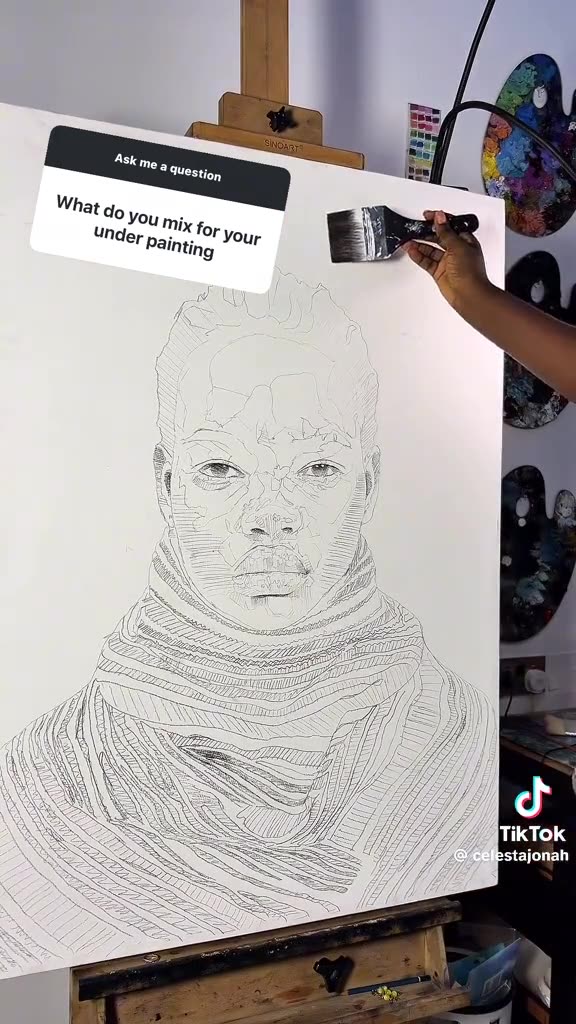 SINOART
Ask me a question
What do you mix for your
under painting
TikTok
@ celestajonah